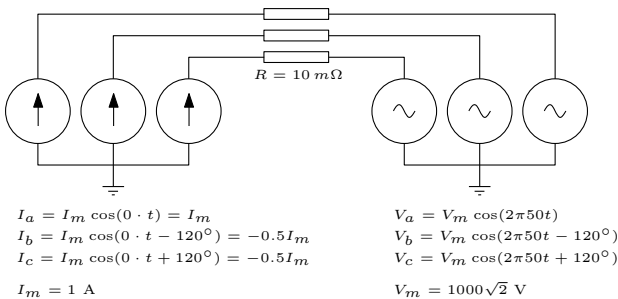 R = 10 mΩ
I_a = I_m cos(0 · t) = I_m
I_b = I_m cos(0 · t − 120°) = −0.5I_m
I_c = I_m cos(0 · t + 120°) = −0.5I_m
I_m = 1 A
V_a = V_m cos(2π50t)
V_b = V_m cos(2π50t − 120°)
V_c = V_m cos(2π50t + 120°)
V_m = 1000√2 V